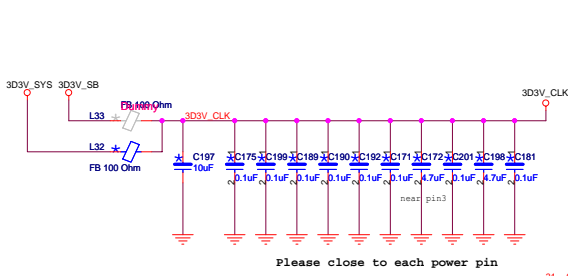 3D3V_SYS 3D3V_SB
3D3V_CLK
FB 100 Ohm
Dummy
L33
3D3V_CLK
L32
FB 100 Ohm
C197 C175 C199 C189 C190 C192 C171 C172 C201 C198 C181
10uF 0.1uF 0.1uF 0.1uF 0.1uF 0.1uF 0.1uF 4.7uF 0.1uF 4.7uF 0.1uF
near pin3
Please close to each power pin